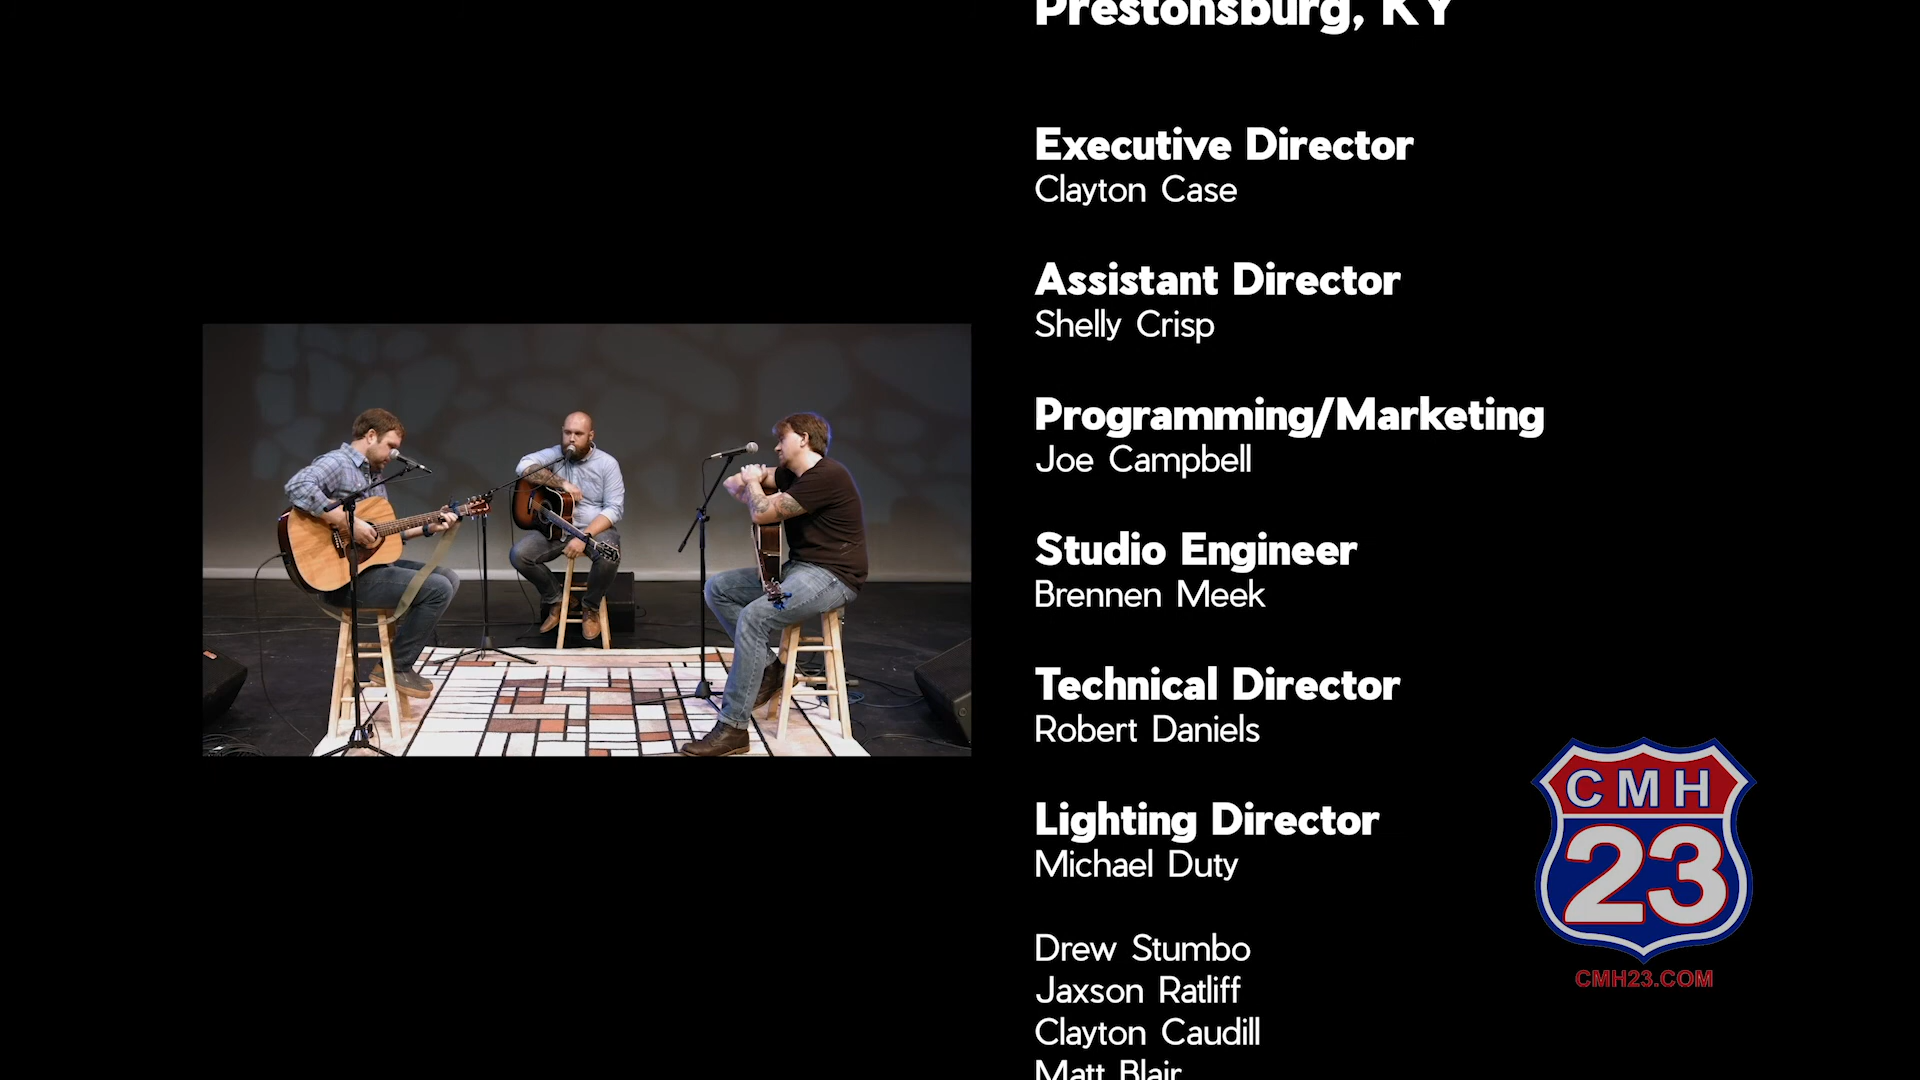 Prestonsburg, KY
Executive Director
Clayton Case
Assistant Director
Shelly Crisp
Programming/Marketing
Joe Campbell
Studio Engineer
Brennen Meek
Technical Director
Robert Daniels
Lighting Director
Michael Duty
Drew Stumbo
Jaxson Ratliff
Clayton Caudill
Matt Blair
CMH
23
CMH23.COM